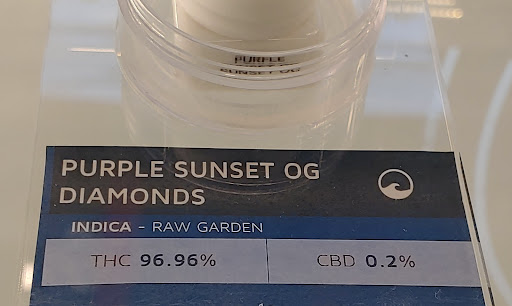 PURPLE
SUNSET OG
PURPLE SUNSET OG
DIAMONDS
INDICA - RAW GARDEN
THC 96.96%
CBD 0.2%